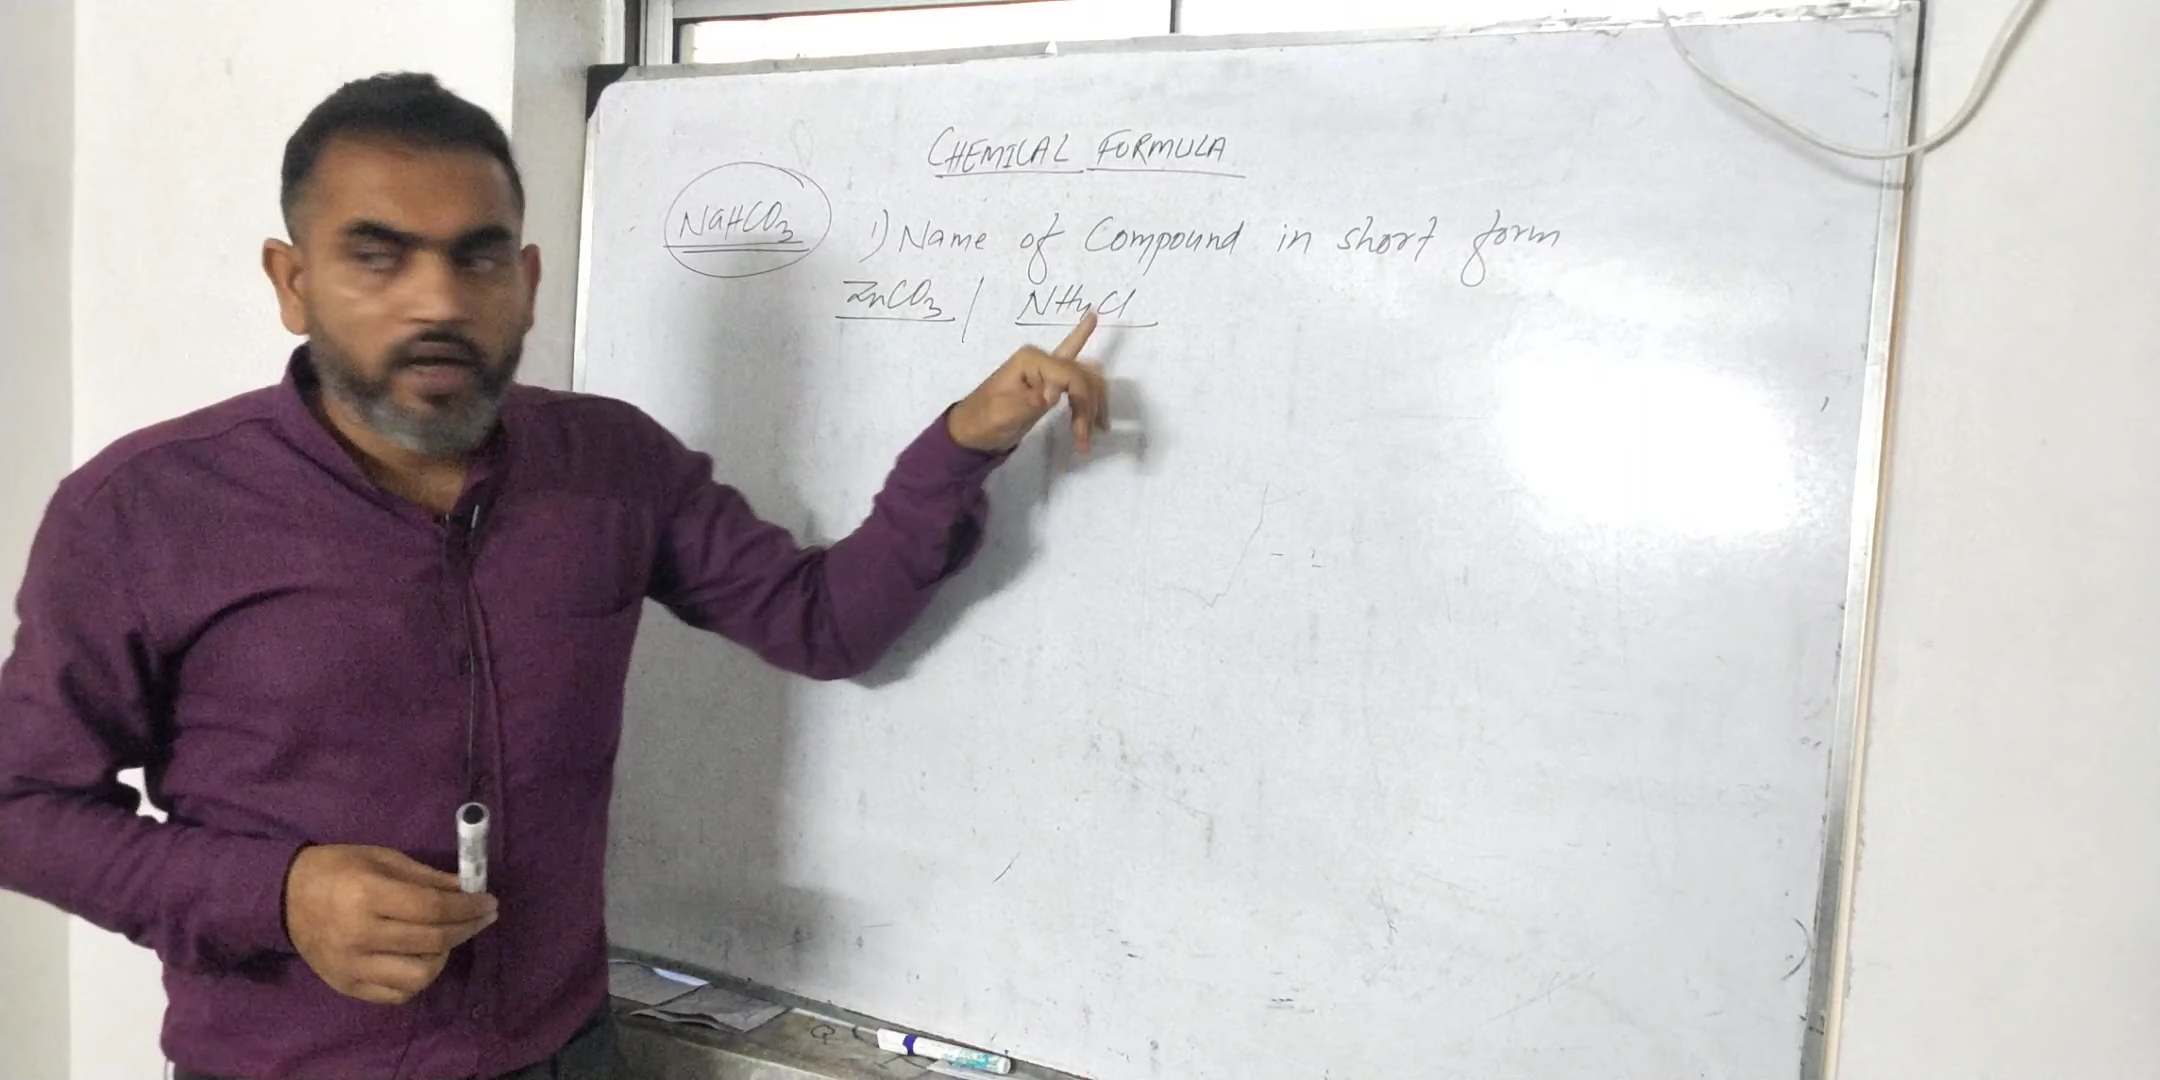 CHEMICAL FORMULA
NaHCO3 1) Name of Compound in short form
ZnCO3 / NH4Cl